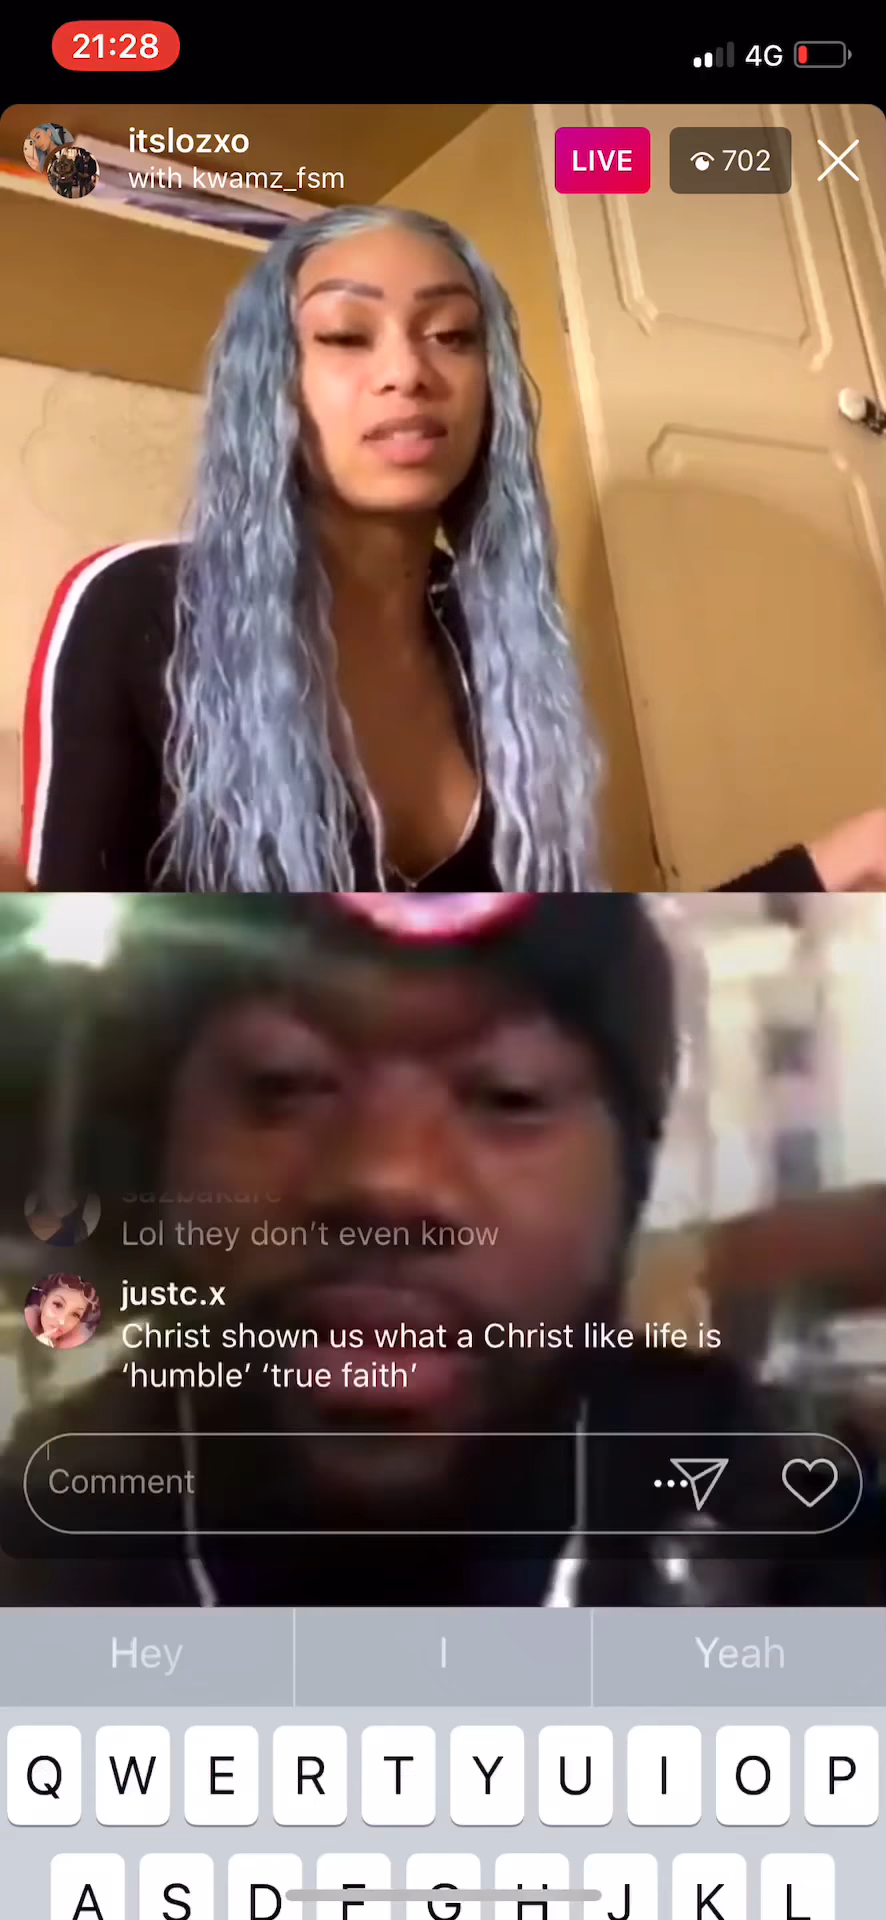 21:28
4G
itslozxo
with kwamz_fsm
LIVE
702
Lol they don’t even know
justc.x
Christ shown us what a Christ like life is
‘humble’ ‘true faith’
Comment
Hey
I
Yeah
Q W E R T Y U I O P
A S D F G H J K L